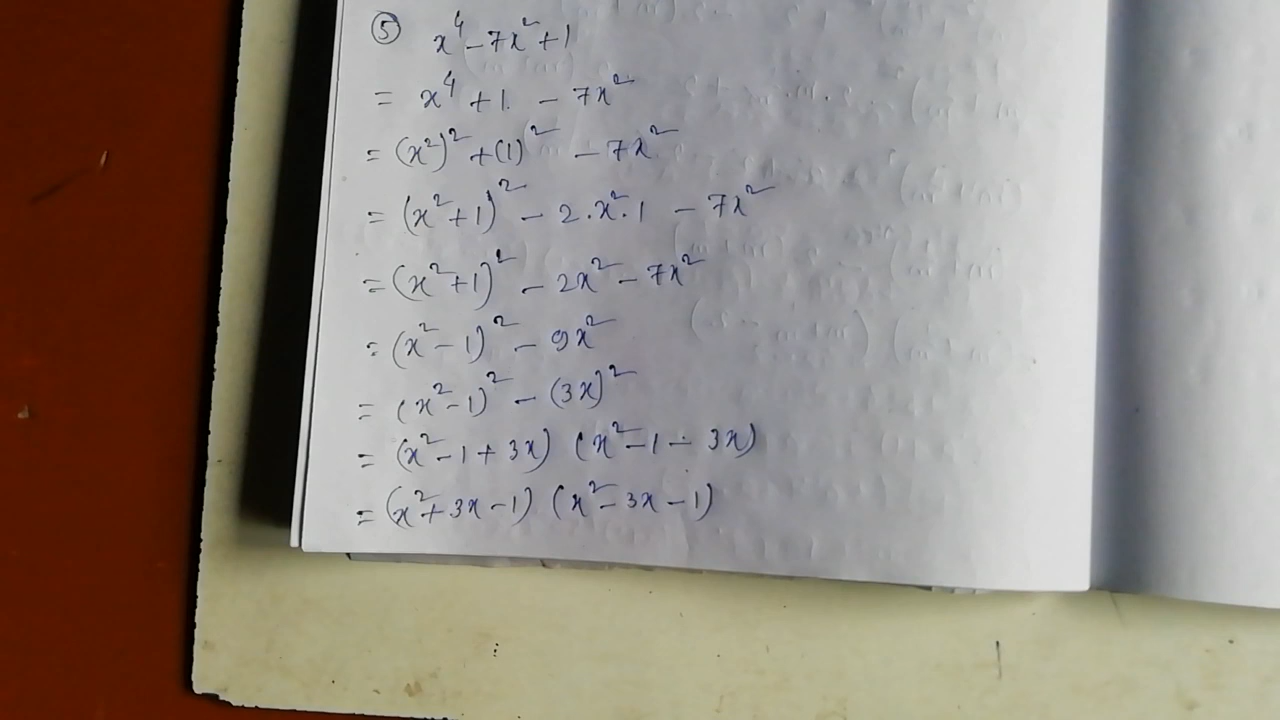 ⑤ x⁴ - 7x² + 1
= x⁴ + 1 - 7x²
= (x²)² + (1)² - 7x²
= (x² + 1)² - 2.x².1 - 7x²
= (x² + 1)² - 2x² - 7x²
= (x² - 1)² - 9x²
= (x² - 1)² - (3x)²
= (x² - 1 + 3x) (x² - 1 - 3x)
= (x² + 3x - 1) (x² - 3x - 1)